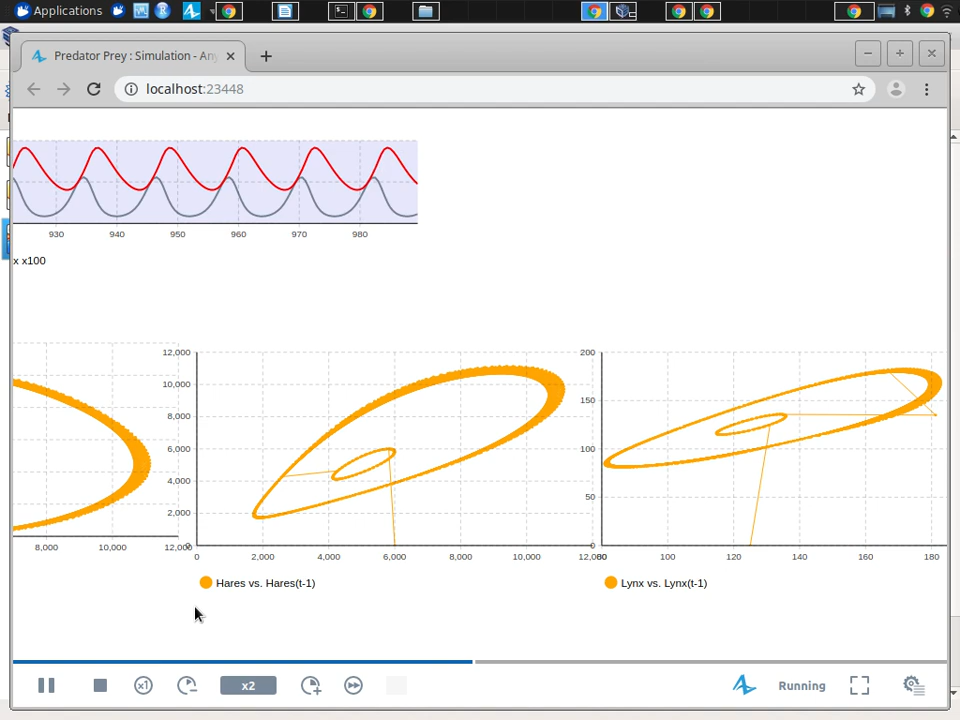 Applications
Predator Prey : Simulation - Any
localhost:23448
930 940 950 960 970 980
x x100
12,000
10,000
8,000
6,000
4,000
2,000
0 2,000 4,000 6,000 8,000 10,000 12,000
8,000 10,000 12,000
200
150
100
50
0
80 100 120 140 160 180
Hares vs. Hares(t-1)
Lynx vs. Lynx(t-1)
x1
x2
Running